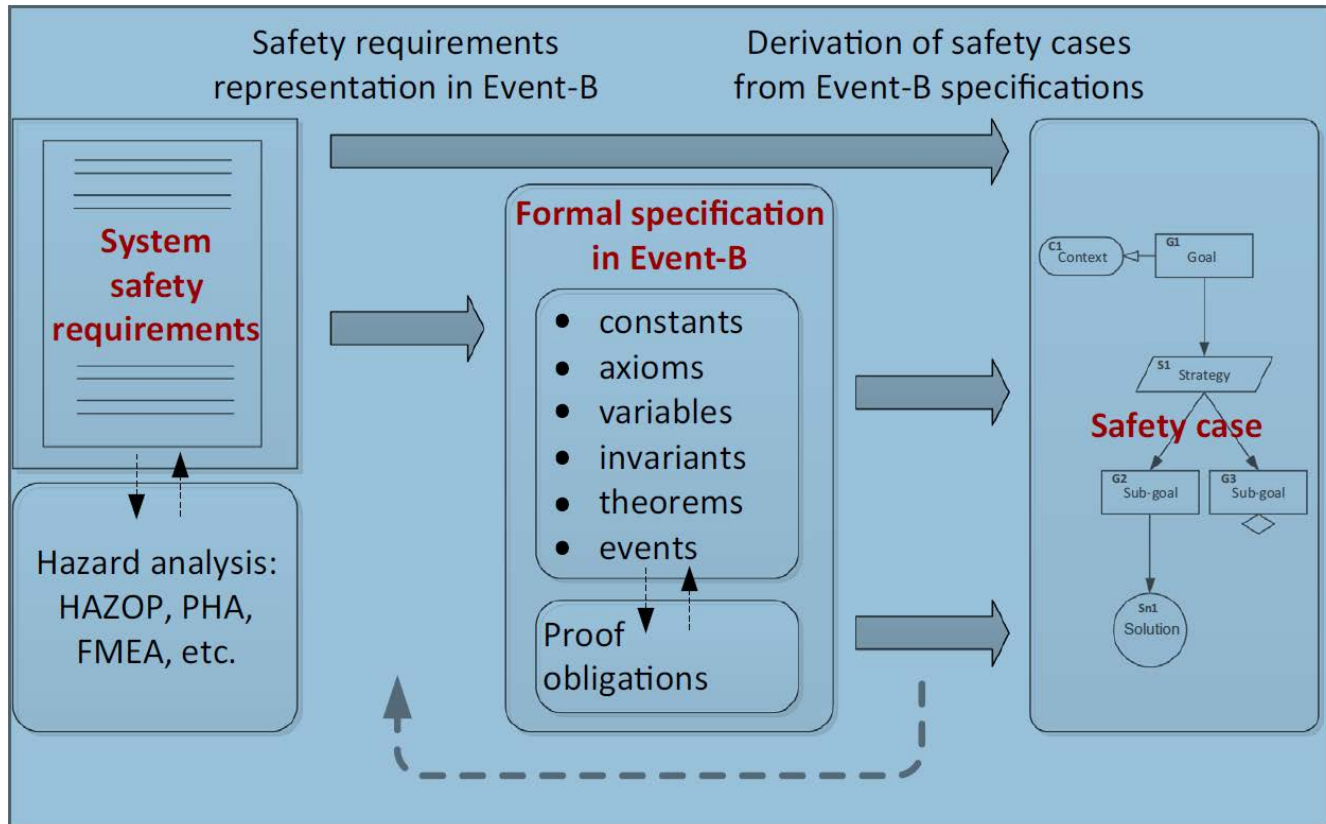 Safety requirements
representation in Event-B
Derivation of safety cases
from Event-B specifications
System
safety
requirements
Hazard analysis:
HAZOP, PHA,
FMEA, etc.
Formal specification
in Event-B
• constants
• axioms
• variables
• invariants
• theorems
• events
Proof
obligations
C1
Context
G1
Goal
S1
Strategy
Safety case
G2
Sub-goal
G3
Sub-goal
Sn1
Solution